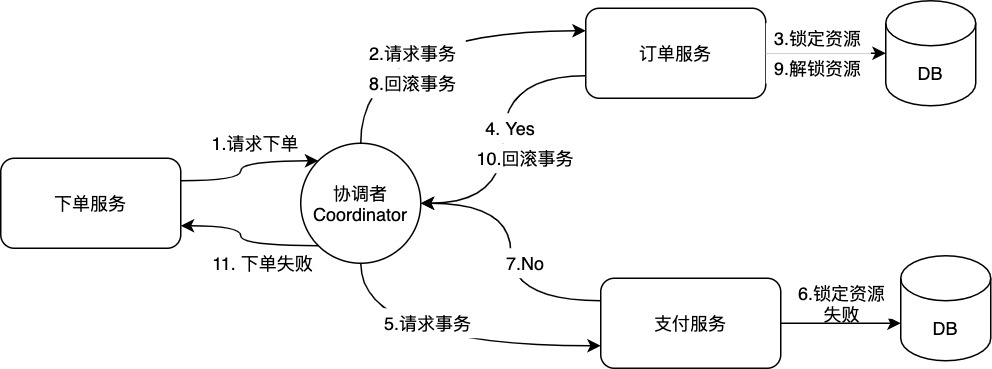 2.请求事务
8.回滚事务
订单服务
3.锁定资源
9.解锁资源
DB
4. Yes
10.回滚事务
1.请求下单
下单服务
协调者
Coordinator
11. 下单失败
7.No
5.请求事务
支付服务
6.锁定资源
失败
DB